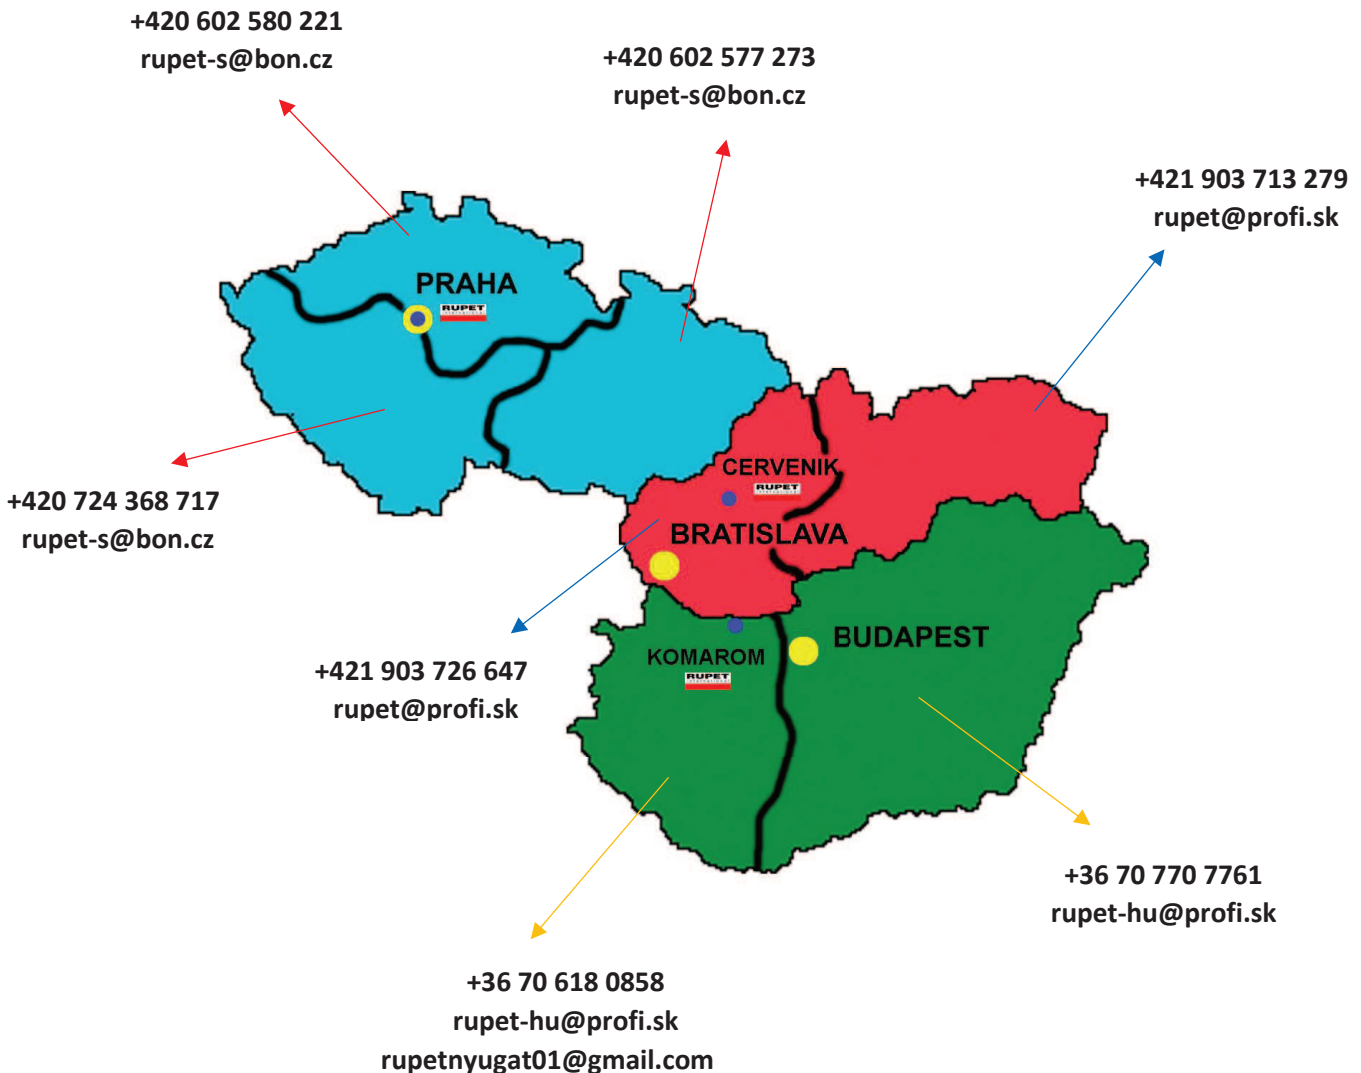 +420 602 580 221
rupet-s@bon.cz
+420 602 577 273
rupet-s@bon.cz
+421 903 713 279
rupet@profi.sk
PRAHA
RUPET
international
CERVENIK
RUPET
international
+420 724 368 717
rupet-s@bon.cz
BRATISLAVA
BUDAPEST
KOMAROM
RUPET
international
+421 903 726 647
rupet@profi.sk
+36 70 770 7761
rupet-hu@profi.sk
+36 70 618 0858
rupet-hu@profi.sk
rupetnyugat01@gmail.com